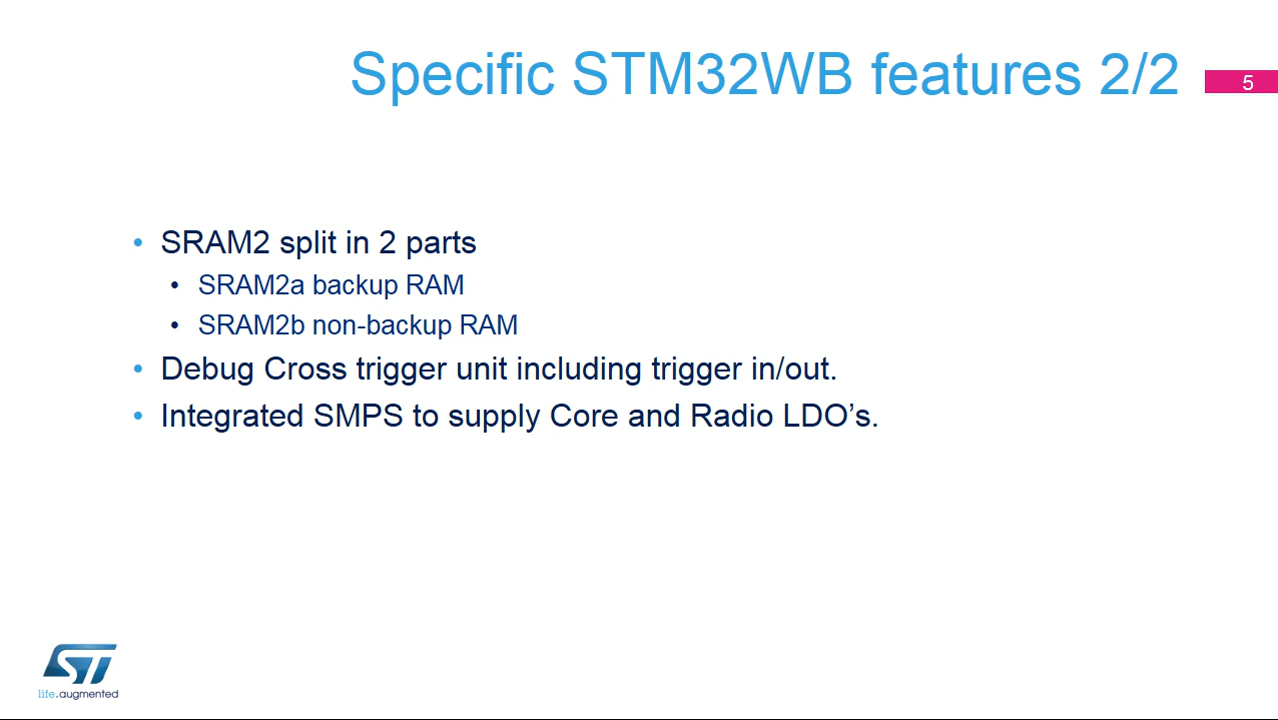 Specific STM32WB features 2/2
5
• SRAM2 split in 2 parts
• SRAM2a backup RAM
• SRAM2b non-backup RAM
• Debug Cross trigger unit including trigger in/out.
• Integrated SMPS to supply Core and Radio LDO’s.
ST
life.augmented